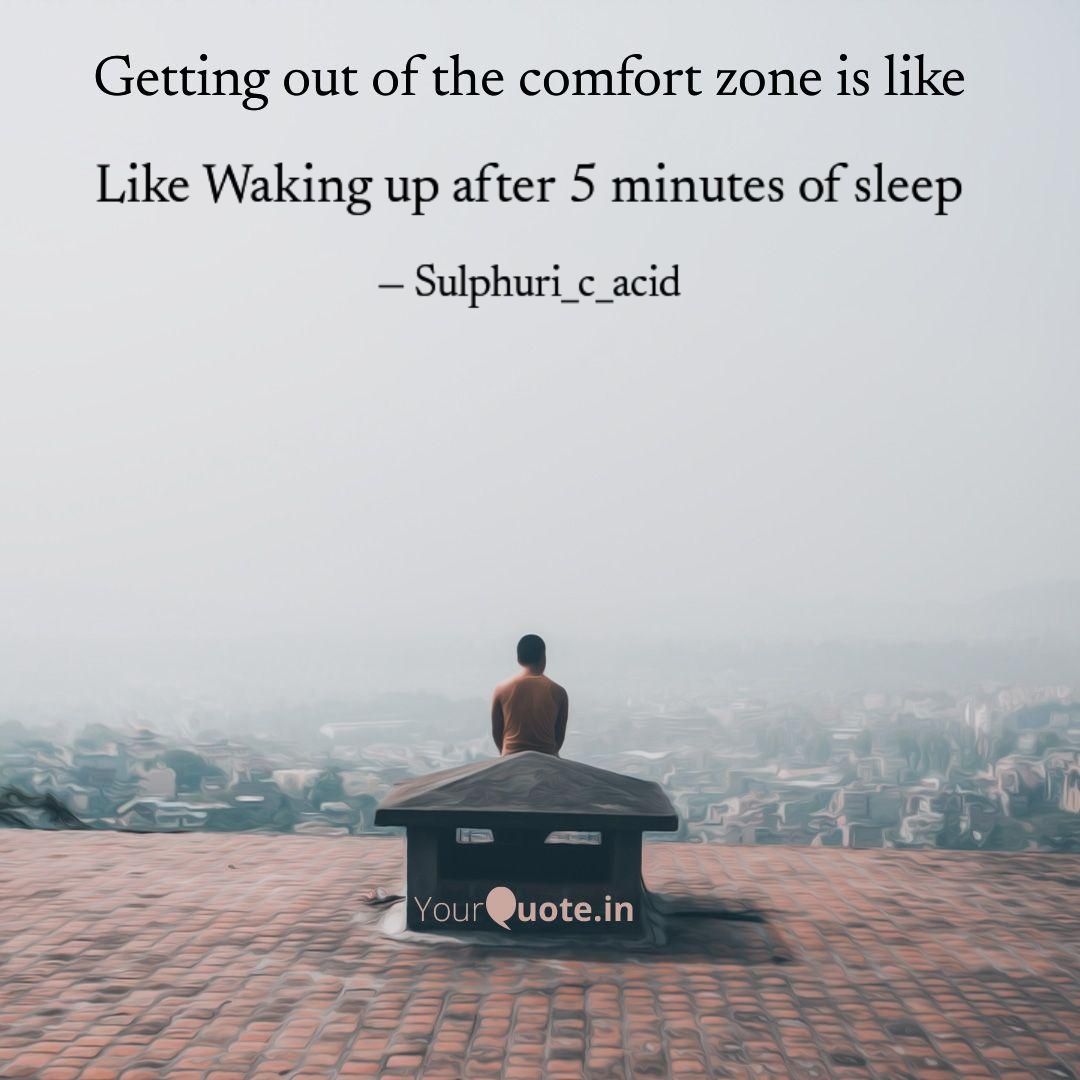 Getting out of the comfort zone is like
Like Waking up after 5 minutes of sleep
– Sulphuri_c_acid
YourQuote.in